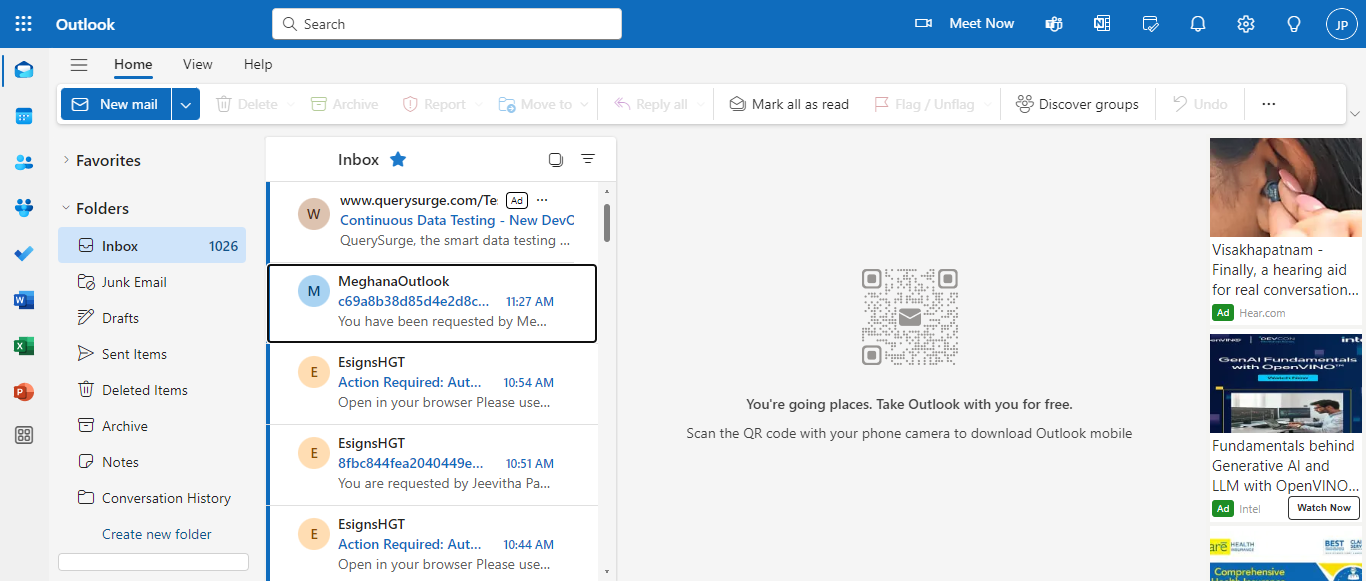 Outlook
Search
Meet Now
JP
Home
View
Help
New mail
Delete
Archive
Report
Move to
Reply all
Mark all as read
Flag / Unflag
Discover groups
Undo
Favorites
Folders
Inbox 1026
Junk Email
Drafts
Sent Items
Deleted Items
Archive
Notes
Conversation History
Create new folder
Inbox
W
www.querysurge.com/Te Ad
Continuous Data Testing - New DevO
QuerySurge, the smart data testing ...
M
MeghanaOutlook
c69a8b38d85d4e2d8c... 11:27 AM
You have been requested by Me...
E
EsignsHGT
Action Required: Aut... 10:54 AM
Open in your browser Please use...
E
EsignsHGT
8fbc844fea2040449e... 10:51 AM
You are requested by Jeevitha Pa...
E
EsignsHGT
Action Required: Aut... 10:44 AM
Open in your browser Please use...
You're going places. Take Outlook with you for free.
Scan the QR code with your phone camera to download Outlook mobile
Visakhapatnam -
Finally, a hearing aid
for real conversation...
Ad Hear.com
GenAI Fundamentals
with OpenVINO™
Watch Now
Fundamentals behind
Generative AI and
LLM with OpenVINO...
Ad Intel
Watch Now
HEALTH
INSURANCE
BEST
Comprehensive